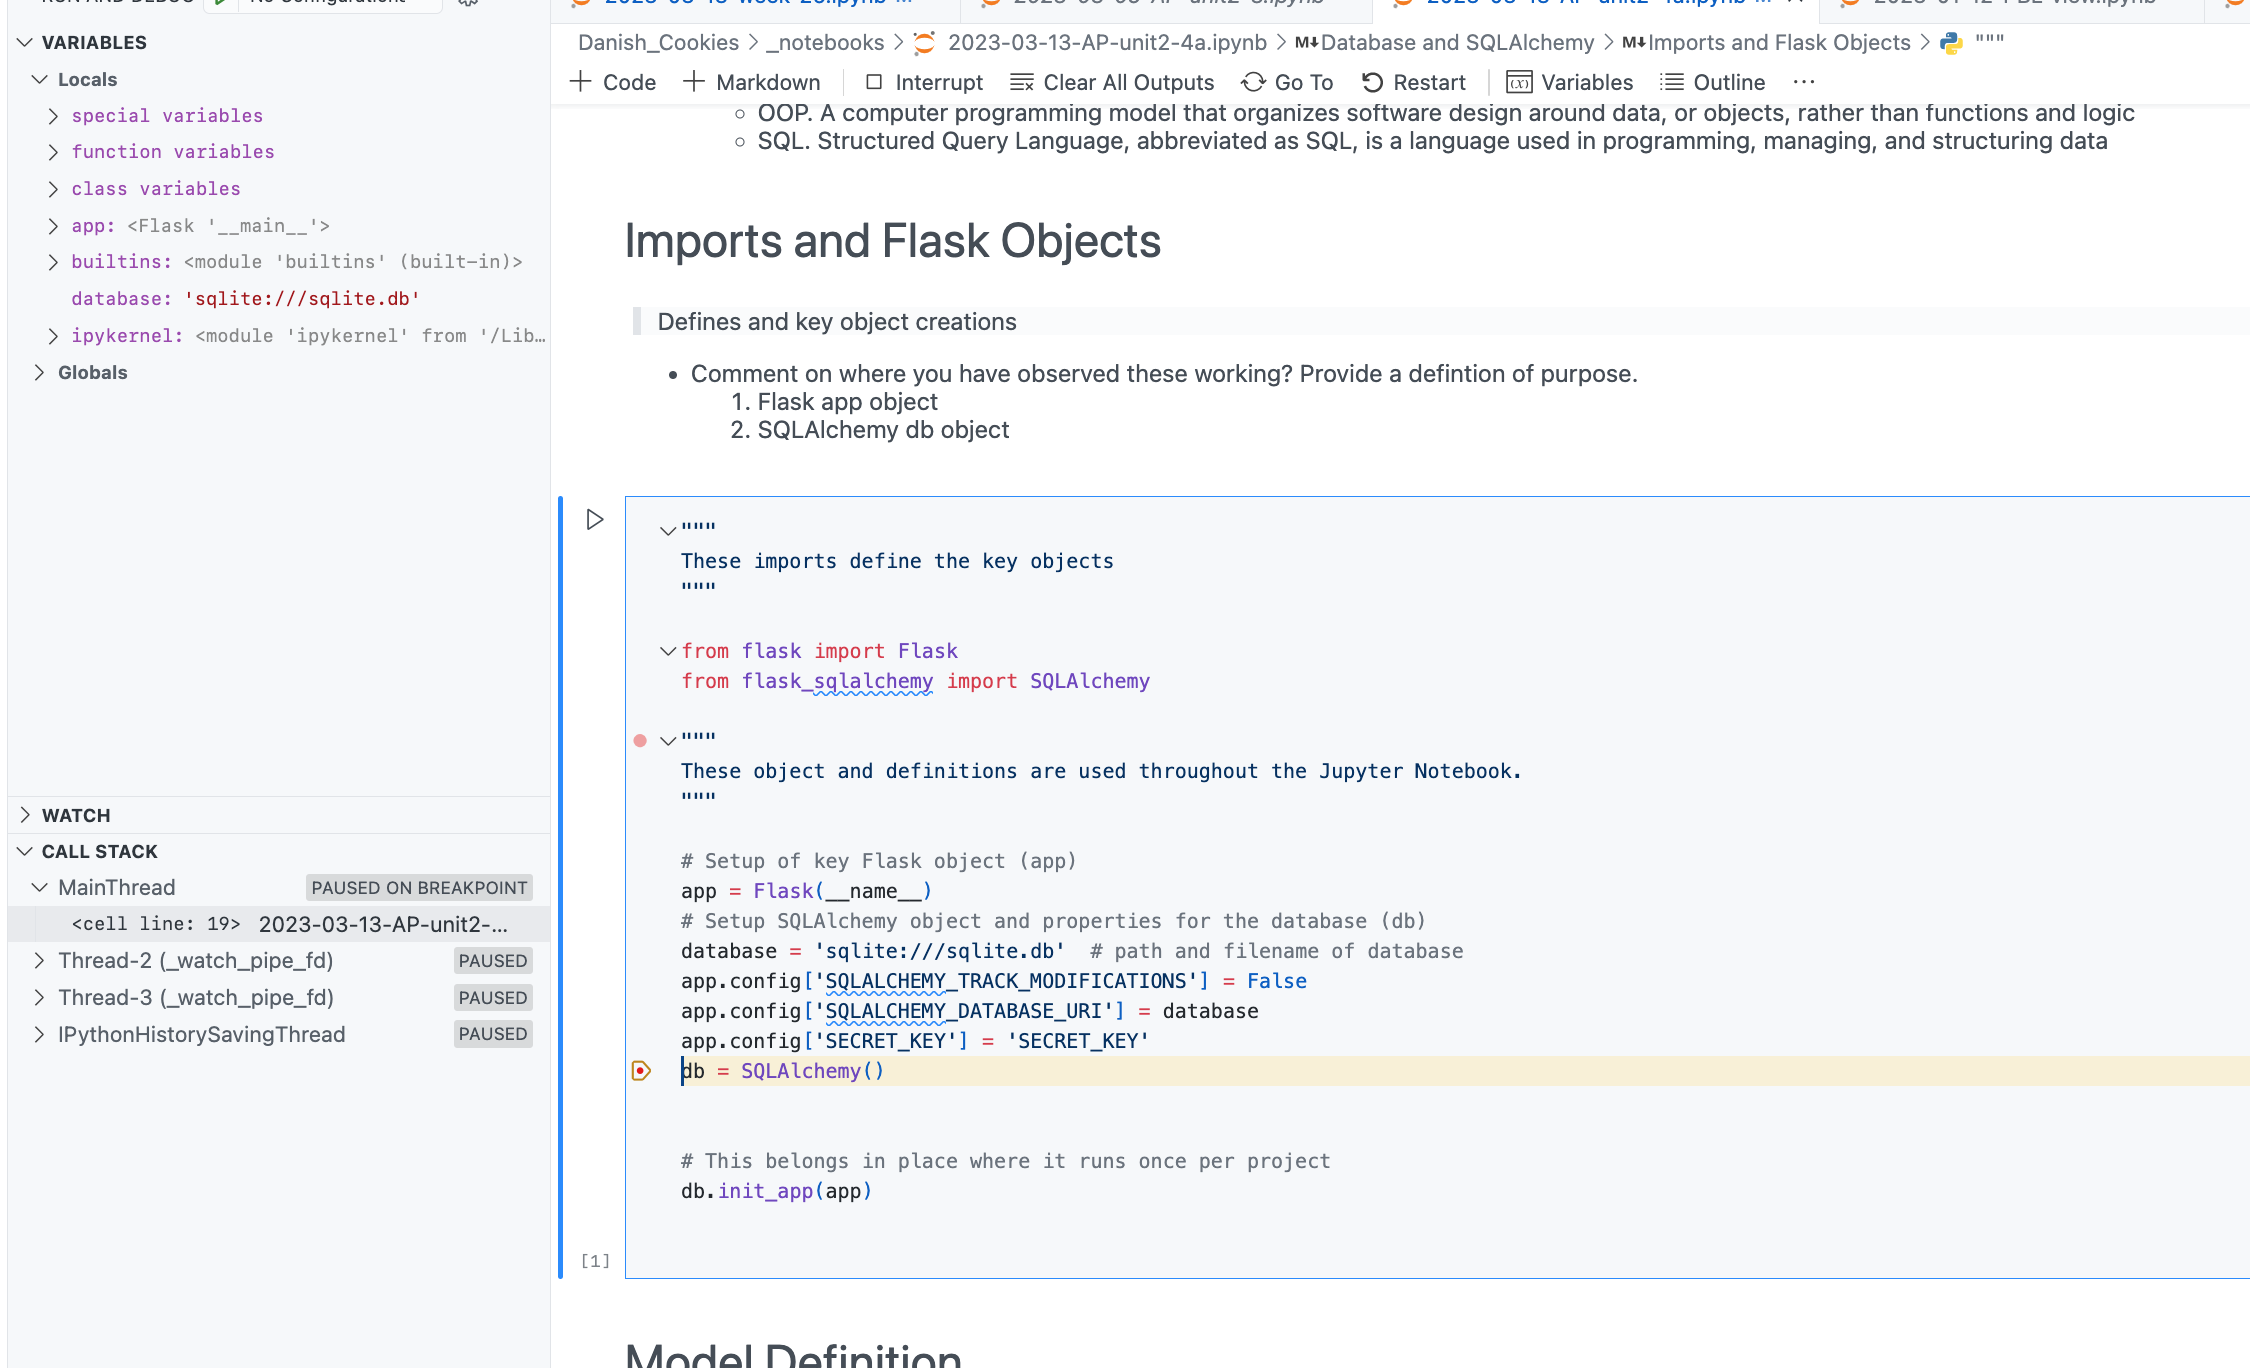 RUN AND DEBUG No Configurations
VARIABLES
Locals
special variables
function variables
class variables
app: <Flask '__main__'>
builtins: <module 'builtins' (built-in)>
database: 'sqlite:///sqlite.db'
ipykernel: <module 'ipykernel' from '/Lib…
Globals
WATCH
CALL STACK
MainThread PAUSED ON BREAKPOINT
<cell line: 19> 2023-03-13-AP-unit2-...
Thread-2 (_watch_pipe_fd) PAUSED
Thread-3 (_watch_pipe_fd) PAUSED
IPythonHistorySavingThread PAUSED
Danish_Cookies > _notebooks > 2023-03-13-AP-unit2-4a.ipynb > M↓Database and SQLAlchemy > M↓Imports and Flask Objects > """
+ Code + Markdown Interrupt Clear All Outputs Go To Restart Variables Outline ...
OOP. A computer programming model that organizes software design around data, or objects, rather than functions and logic
SQL. Structured Query Language, abbreviated as SQL, is a language used in programming, managing, and structuring data
Imports and Flask Objects
Defines and key object creations
• Comment on where you have observed these working? Provide a defintion of purpose.
1. Flask app object
2. SQLAlchemy db object
"""
These imports define the key objects
"""
from flask import Flask
from flask_sqlalchemy import SQLAlchemy
"""
These object and definitions are used throughout the Jupyter Notebook.
"""
# Setup of key Flask object (app)
app = Flask(__name__)
# Setup SQLAlchemy object and properties for the database (db)
database = 'sqlite:///sqlite.db'  # path and filename of database
app.config['SQLALCHEMY_TRACK_MODIFICATIONS'] = False
app.config['SQLALCHEMY_DATABASE_URI'] = database
app.config['SECRET_KEY'] = 'SECRET_KEY'
db = SQLAlchemy()
# This belongs in place where it runs once per project
db.init_app(app)
[1]
Model Definition